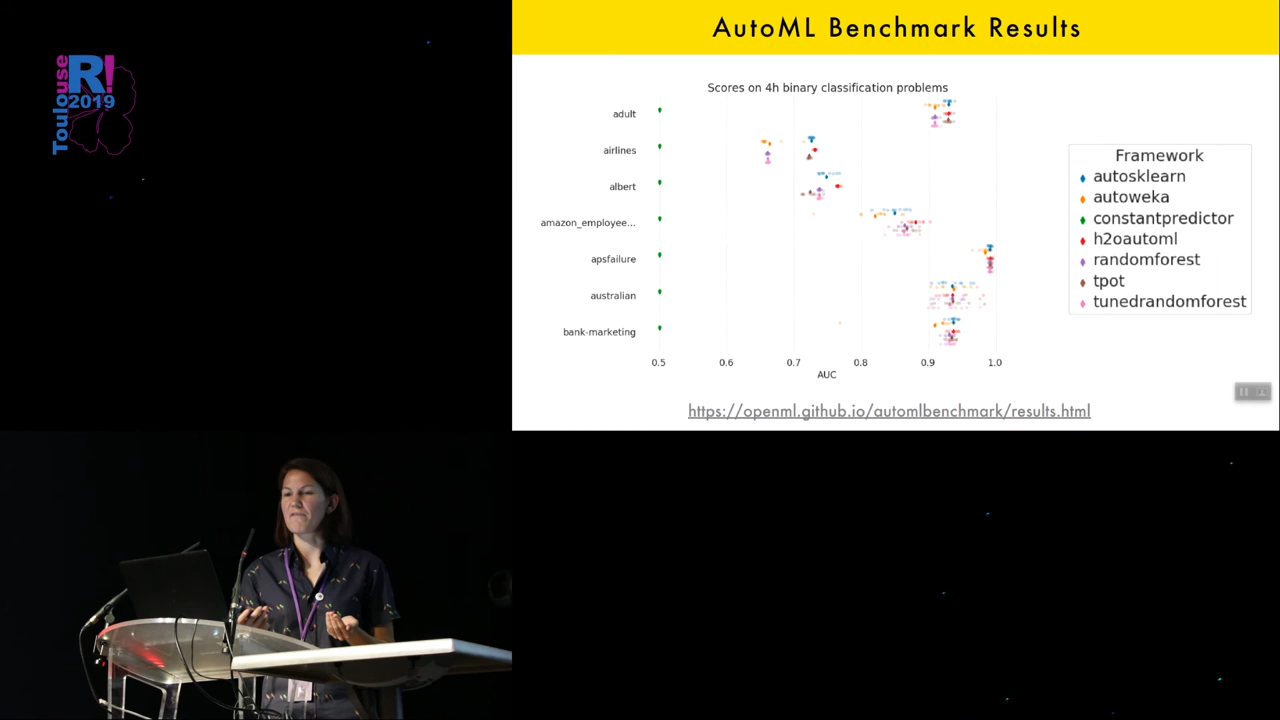 Toulouse
R!
2019
AutoML Benchmark Results
Scores on 4h binary classification problems
adult
airlines
albert
amazon_employee...
apsfailure
australian
bank-marketing
0.5 0.6 0.7 0.8 0.9 1.0
AUC
Framework
autosklearn
autoweka
constantpredictor
h2oautoml
randomforest
tpot
tunedrandomforest
https://openml.github.io/automlbenchmark/results.html